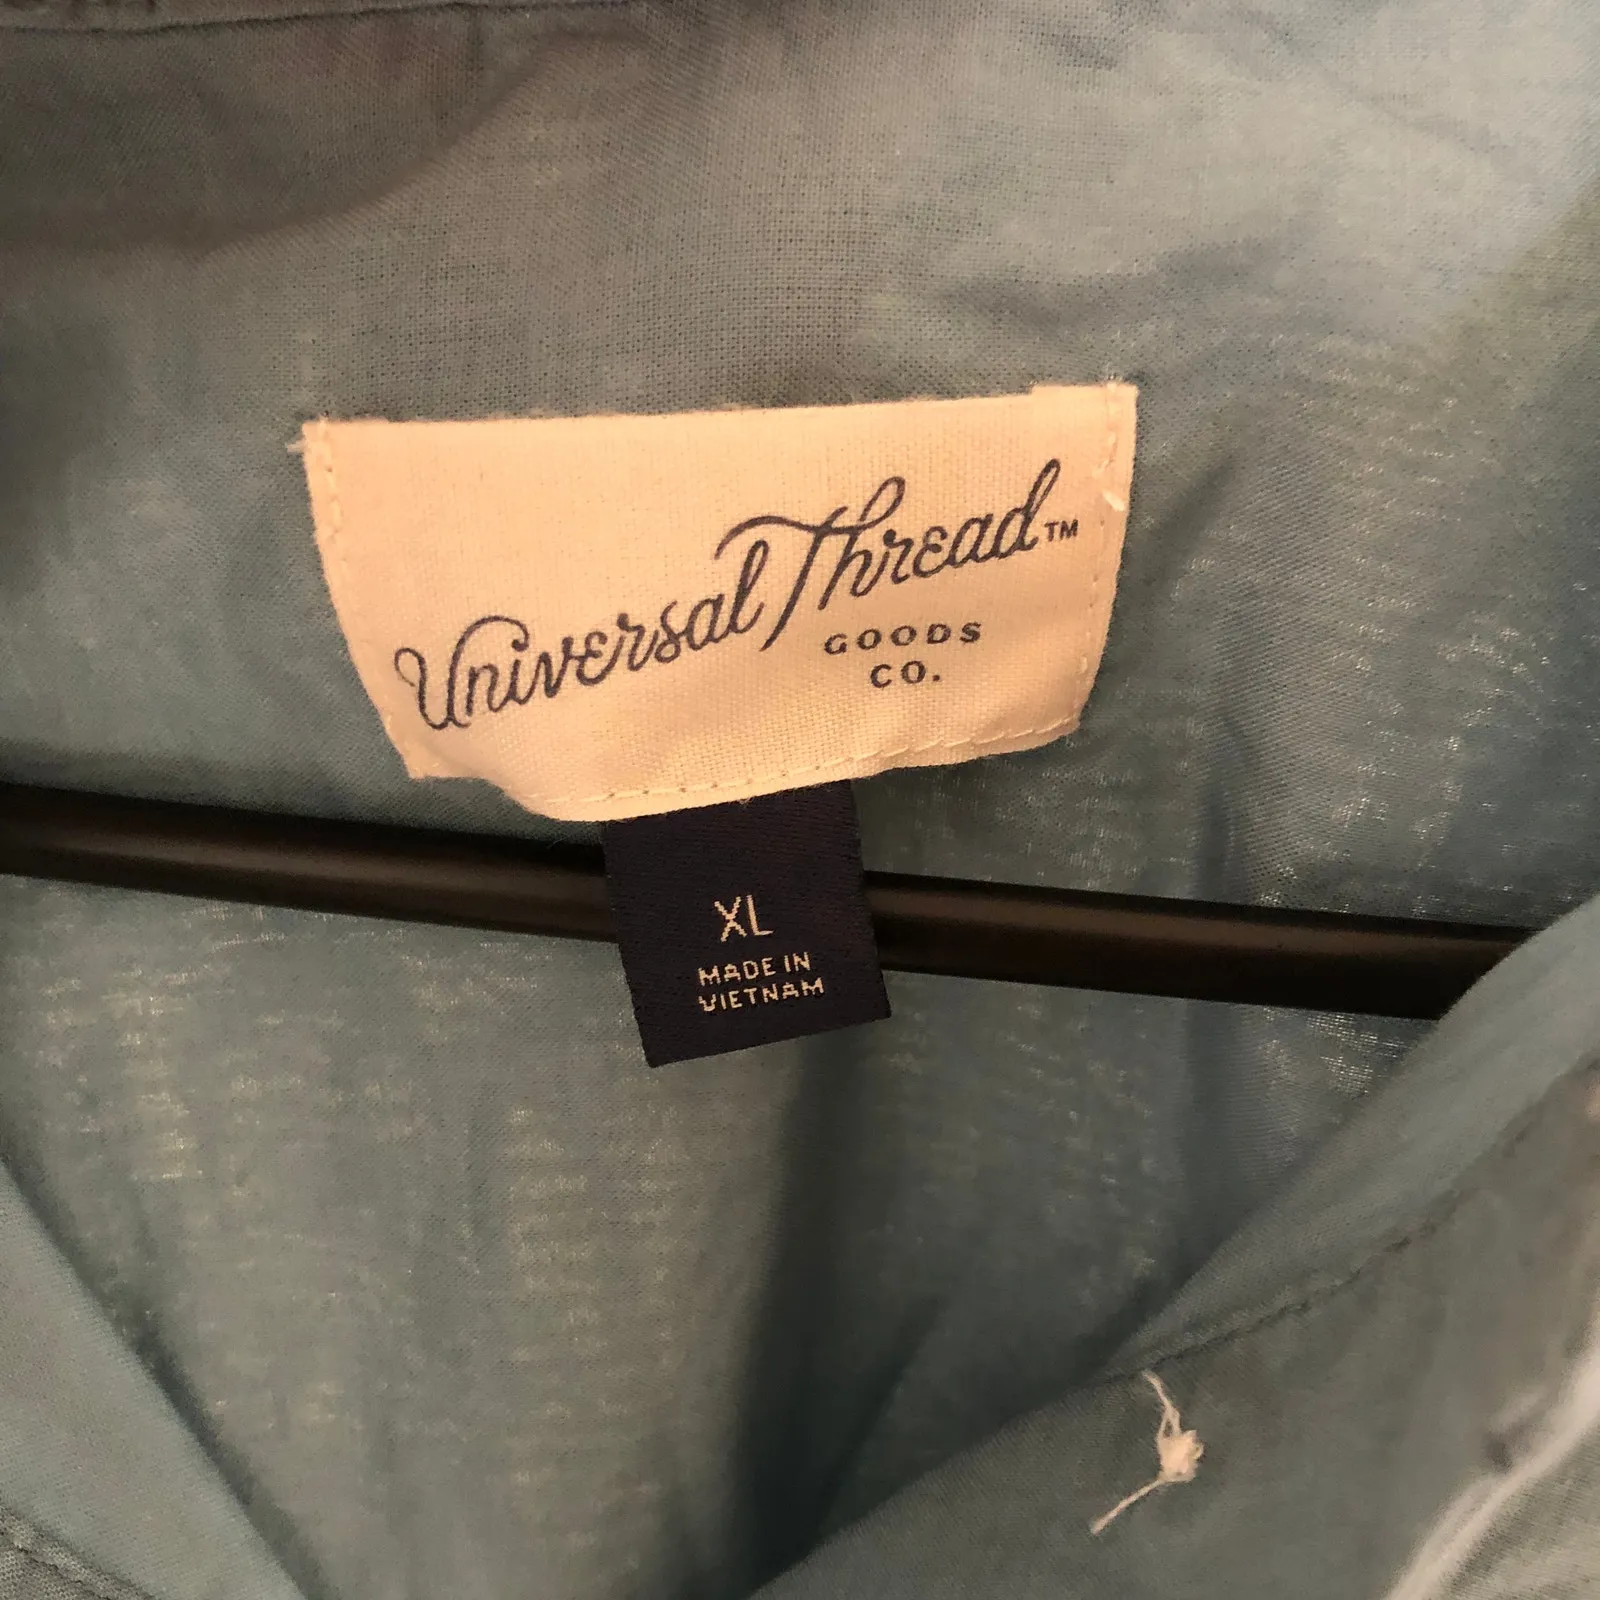 Universal Thread™
GOODS
CO.
XL
MADE IN
VIETNAM